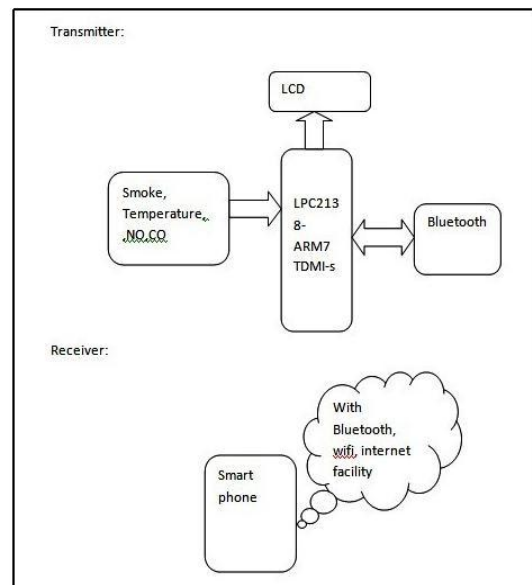 Transmitter:
LCD
Smoke,
Temperature,
,NO,CO
LPC213
8-
ARM7
TDMI-s
Bluetooth
Receiver:
With
Bluetooth,
wifi, internet
facility
Smart
phone